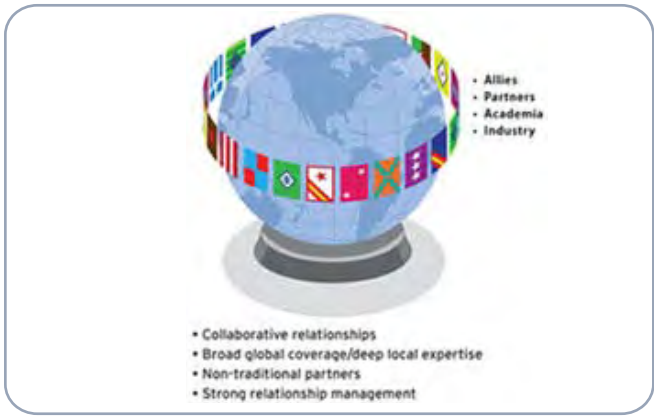 • Allies
• Partners
• Academia
• Industry
• Collaborative relationships
• Broad global coverage/deep local expertise
• Non-traditional partners
• Strong relationship management